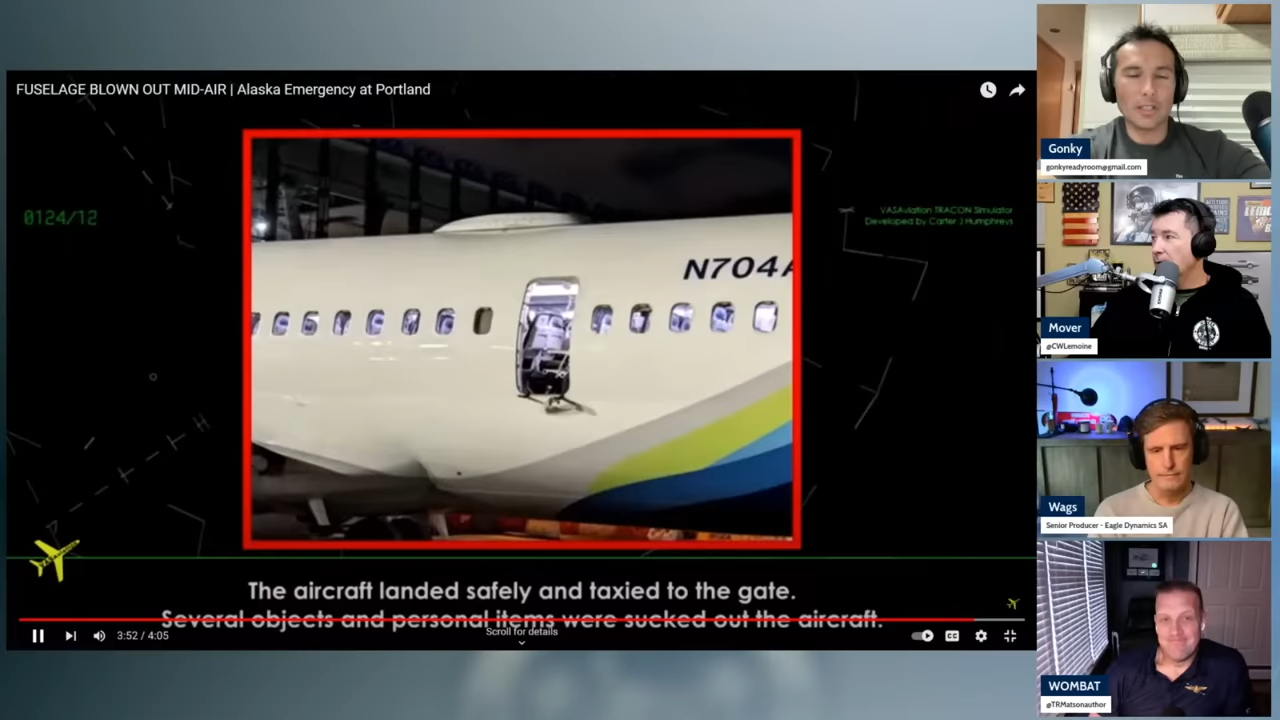 FUSELAGE BLOWN OUT MID-AIR | Alaska Emergency at Portland
0124/12
VASAviation TRACON Simulator
Developed by Carter J Humphreys
N704A
The aircraft landed safely and taxied to the gate.
Several objects and personal items were sucked out the aircraft.
Scroll for details
3:52 / 4:05
CC
Gonky
gonkyreadyroom@gmail.com
Mover
@CWLemoine
Wags
Senior Producer - Eagle Dynamics SA
WOMBAT
@TRMatsonauthor